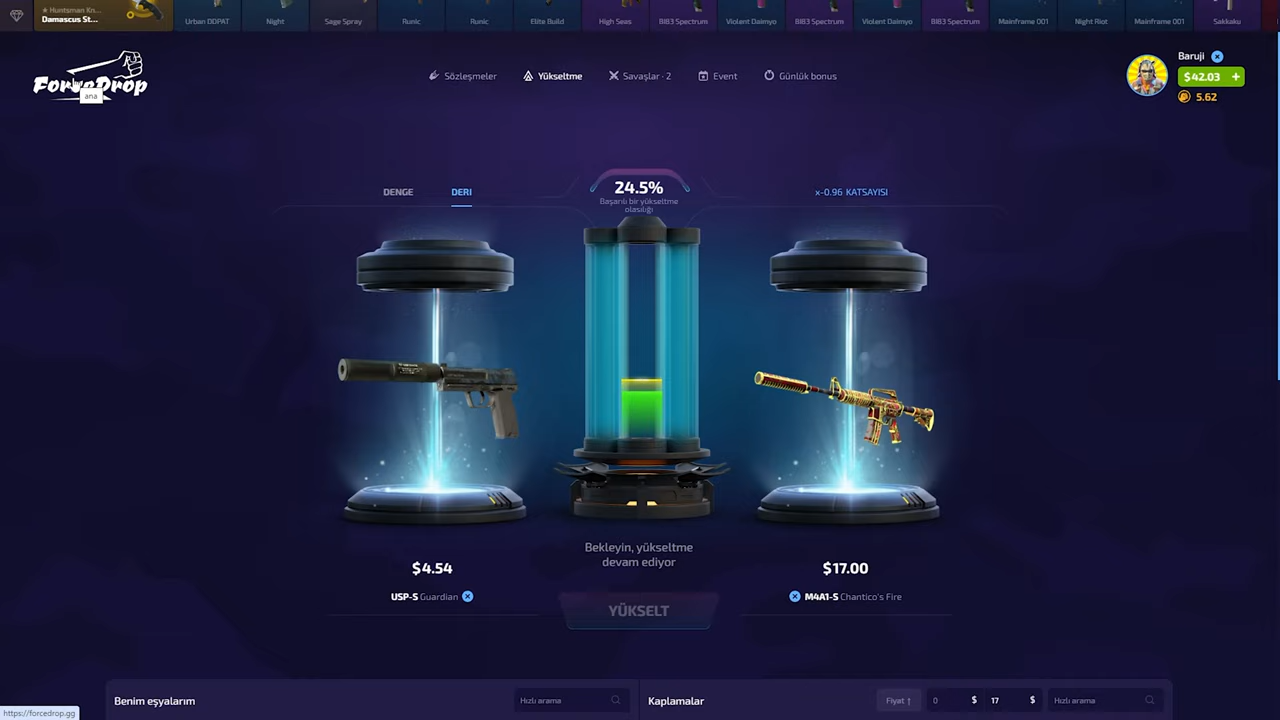 ★ Huntsman Kn...
Damascus St...
Urban DDPAT
Night
Sage Spray
Runic
Runic
Elite Build
High Seas
BI83 Spectrum
Violent Daimyo
BI83 Spectrum
Violent Daimyo
BI83 Spectrum
Mainframe 001
Night Riot
Mainframe 001
Sakkaku
ForceDrop
ana
Sözleşmeler
Yükseltme
Savaşlar · 2
Event
Günlük bonus
Baruji
$42.03 +
5.62
DENGE
DERI
24.5%
Başarılı bir yükseltme
olasılığı
x-0.96 KATSAYISI
Bekleyin, yükseltme
devam ediyor
$4.54
$17.00
USP-S Guardian
M4A1-S Chantico's Fire
YÜKSELT
Benim eşyalarım
Hızlı arama
Kaplamalar
Fiyat ↑
0 $
17 $
Hızlı arama
https://forcedrop.gg